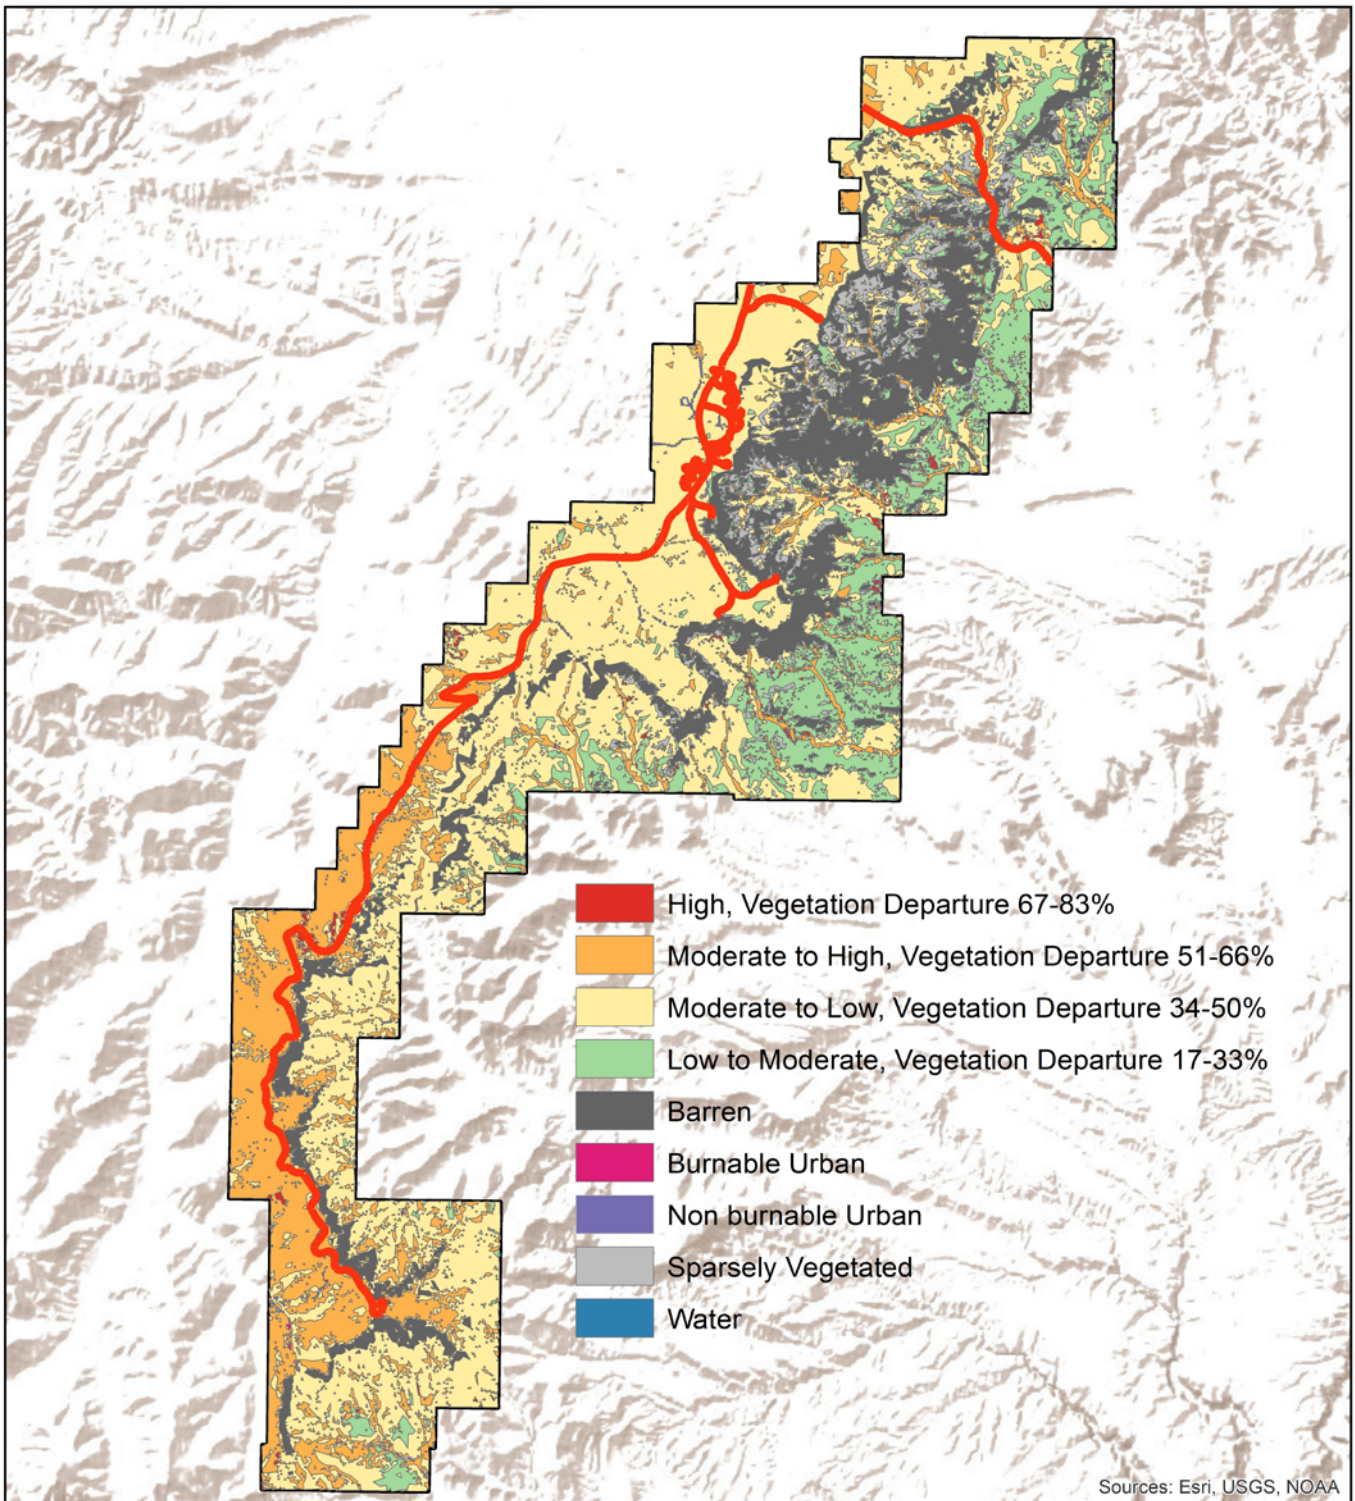 High, Vegetation Departure 67-83%
Moderate to High, Vegetation Departure 51-66%
Moderate to Low, Vegetation Departure 34-50%
Low to Moderate, Vegetation Departure 17-33%
Barren
Burnable Urban
Non burnable Urban
Sparsely Vegetated
Water
Sources: Esri, USGS, NOAA